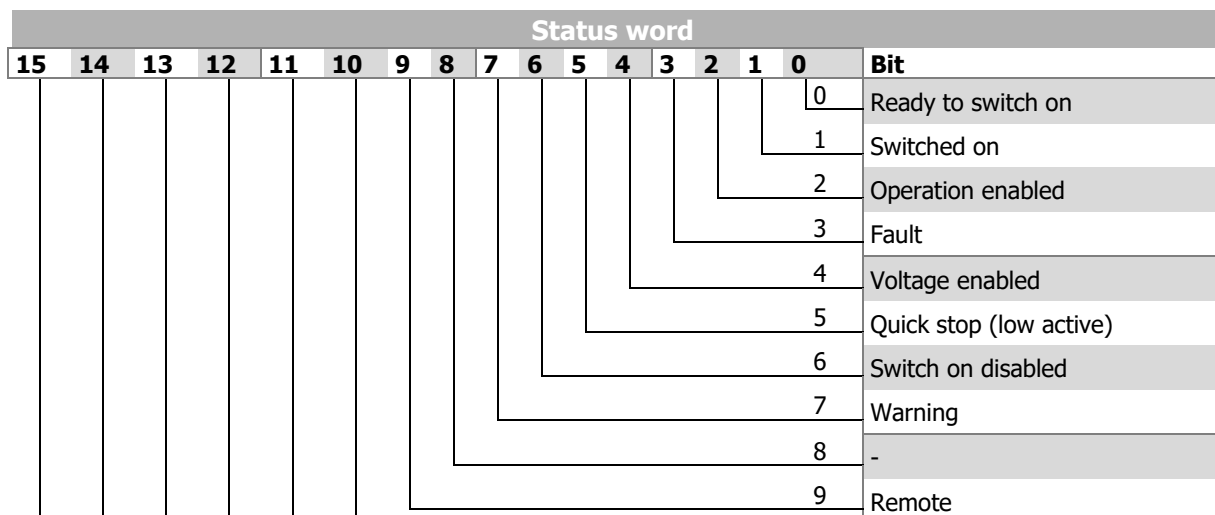 Status word
15 14 13 12 11 10 9 8 7 6 5 4 3 2 1 0 Bit
0 Ready to switch on
1 Switched on
2 Operation enabled
3 Fault
4 Voltage enabled
5 Quick stop (low active)
6 Switch on disabled
7 Warning
8 -
9 Remote